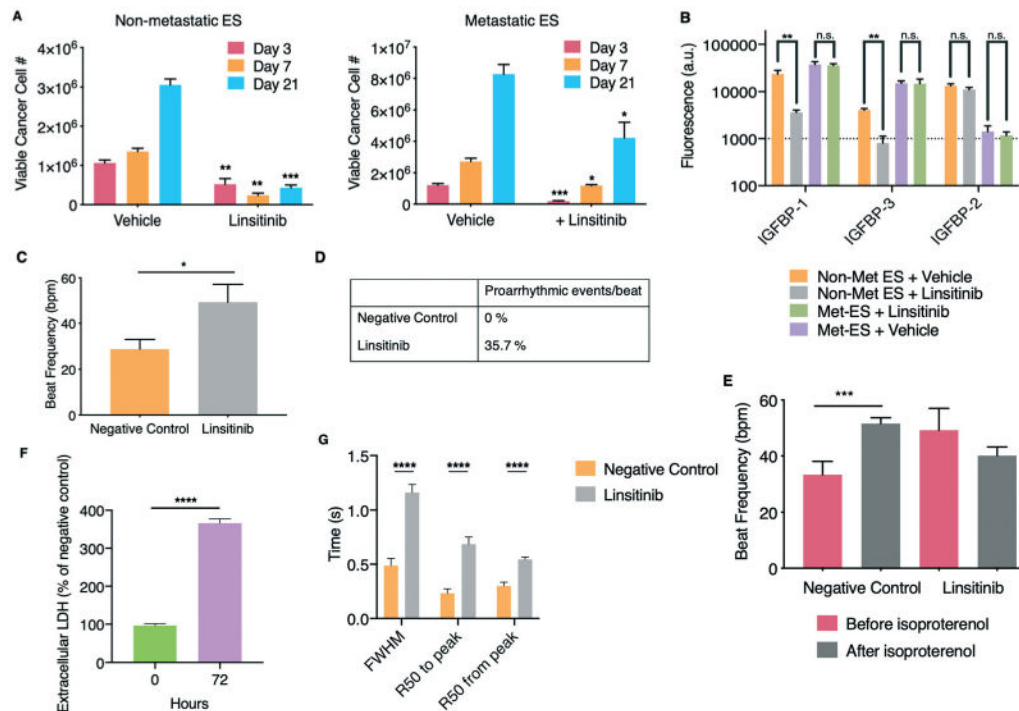 A
Non-metastatic ES
Viable Cancer Cell #
4×10⁶
3×10⁶
2×10⁶
1×10⁶
0
Day 3
Day 7
Day 21
** ** ***
Vehicle Linsitinib
Metastatic ES
Viable Cancer Cell #
1×10⁷
8×10⁶
6×10⁶
4×10⁶
2×10⁶
0
Day 3
Day 7
Day 21
*** * *
Vehicle + Linsitinib
B
Fluorescence (a.u.)
100000
10000
1000
100
** n.s. ** n.s. n.s. n.s.
IGFBP-1 IGFBP-3 IGFBP-2
Non-Met ES + Vehicle
Non-Met ES + Linsitinib
Met-ES + Linsitinib
Met-ES + Vehicle
C
Beat Frequency (bpm)
60
40
20
0
*
Negative Control Linsitinib
D
Proarrhythmic events/beat
Negative Control 0 %
Linsitinib 35.7 %
E
Beat Frequency (bpm)
60
40
20
0
***
Negative Control Linsitinib
Before isoproterenol
After isoproterenol
F
Extracellular LDH (% of negative control)
400
300
200
100
0
****
0 72
Hours
G
Time (s)
1.5
1.0
0.5
0.0
**** **** ****
FWHM R50 to peak R50 from peak
Negative Control
Linsitinib